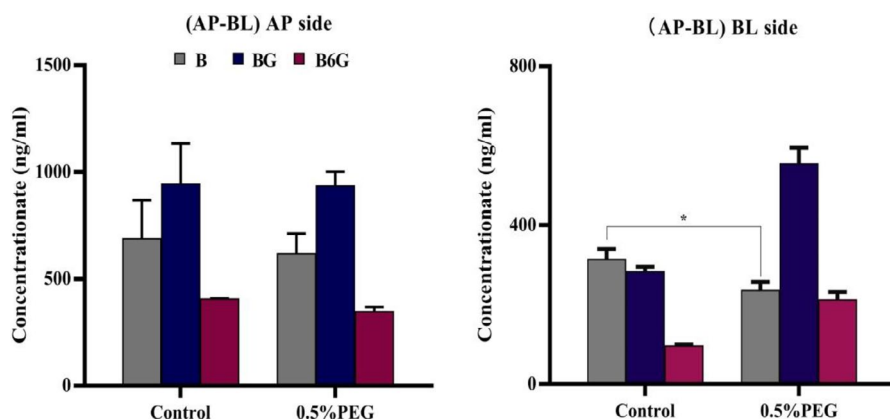 (AP-BL) AP side
B BG B6G
Concentrationate (ng/ml)
1500
1000
500
0
Control 0.5%PEG
（AP-BL) BL side
Concentrationate (ng/ml)
800
400
0
*
Control 0.5%PEG